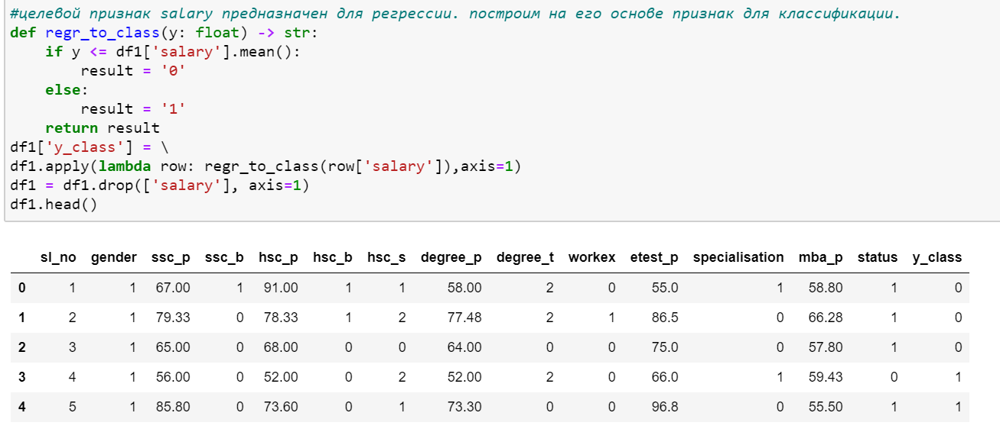 #целевой признак salary предназначен для регрессии. построим на его основе признак для классификации.
def regr_to_class(y: float) -> str:
    if y <= df1['salary'].mean():
        result = '0'
    else:
        result = '1'
    return result
df1['y_class'] = \
df1.apply(lambda row: regr_to_class(row['salary']),axis=1)
df1 = df1.drop(['salary'], axis=1)
df1.head()
sl_no gender ssc_p ssc_b hsc_p hsc_b hsc_s degree_p degree_t workex etest_p specialisation mba_p status y_class
0 1 1 67.00 1 91.00 1 1 58.00 2 0 55.0 1 58.80 1 0
1 2 1 79.33 0 78.33 1 2 77.48 2 1 86.5 0 66.28 1 0
2 3 1 65.00 0 68.00 0 0 64.00 0 0 75.0 0 57.80 1 0
3 4 1 56.00 0 52.00 0 2 52.00 2 0 66.0 1 59.43 0 1
4 5 1 85.80 0 73.60 0 1 73.30 0 0 96.8 0 55.50 1 1